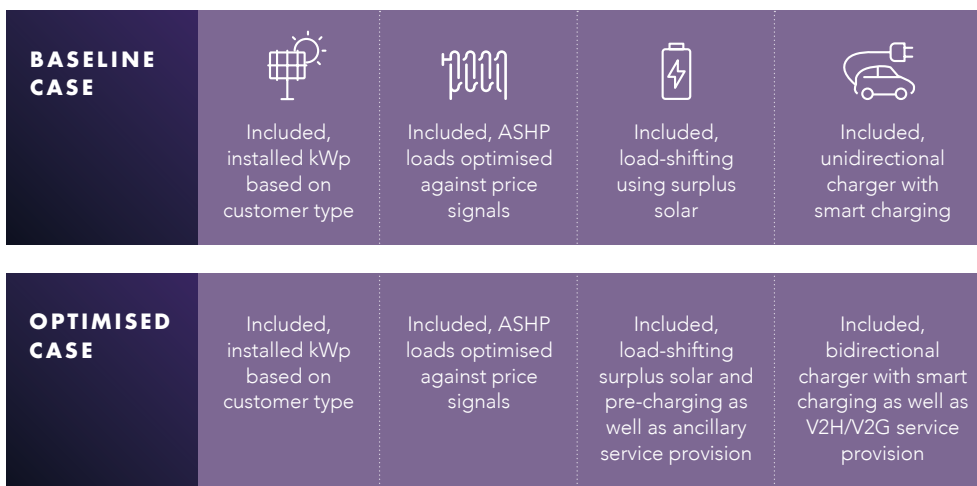 BASELINE
CASE
Included,
installed kWp
based on
customer type
Included, ASHP
loads optimised
against price
signals
Included,
load-shifting
using surplus
solar
Included,
unidirectional
charger with
smart charging
OPTIMISED
CASE
Included,
installed kWp
based on
customer type
Included, ASHP
loads optimised
against price
signals
Included,
load-shifting
surplus solar and
pre-charging as
well as ancillary
service provision
Included,
bidirectional
charger with smart
charging as well as
V2H/V2G service
provision